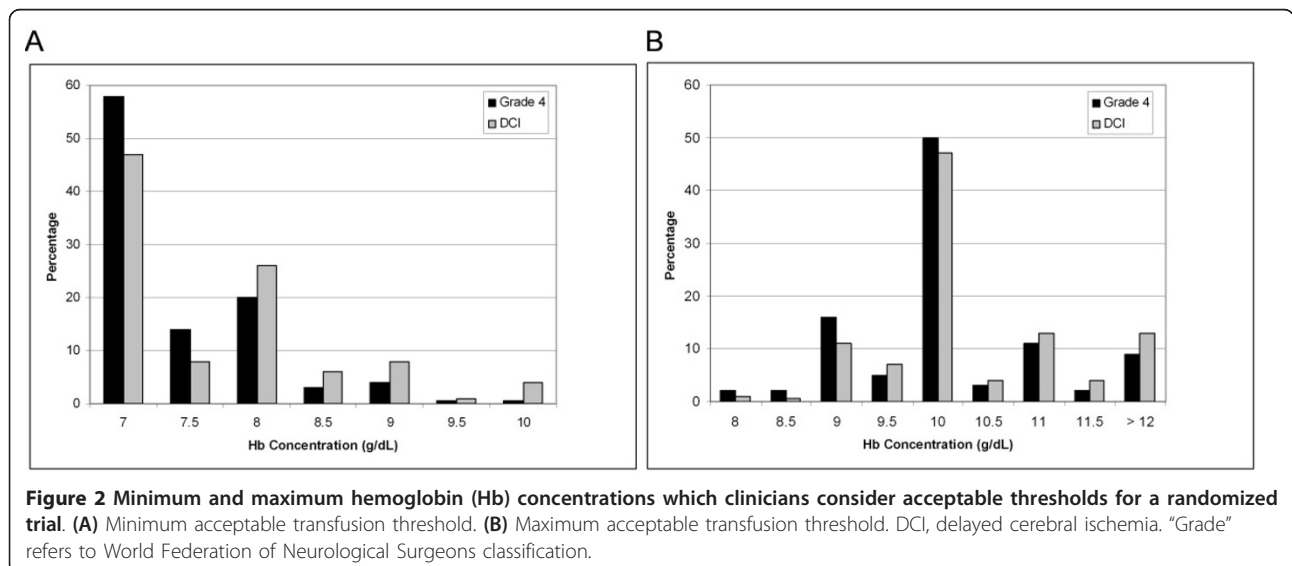 A
60
50
40
30
20
10
0
Percentage
Grade 4
DCI
7 7.5 8 8.5 9 9.5 10
Hb Concentration (g/dL)
B
60
50
40
30
20
10
0
Percentage
Grade 4
DCI
8 8.5 9 9.5 10 10.5 11 11.5 > 12
Hb Concentration (g/dL)
Figure 2 Minimum and maximum hemoglobin (Hb) concentrations which clinicians consider acceptable thresholds for a randomized
trial. (A) Minimum acceptable transfusion threshold. (B) Maximum acceptable transfusion threshold. DCI, delayed cerebral ischemia. “Grade”
refers to World Federation of Neurological Surgeons classification.